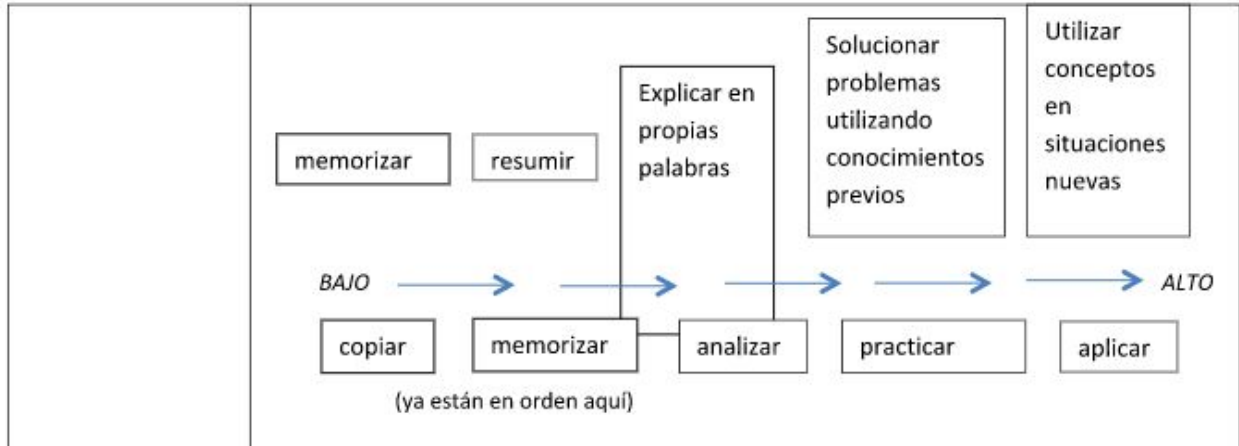 memorizar
resumir
Explicar en
propias
palabras
Solucionar
problemas
utilizando
conocimientos
previos
Utilizar
conceptos
en
situaciones
nuevas
BAJO
ALTO
copiar
memorizar
analizar
practicar
aplicar
(ya están en orden aquí)